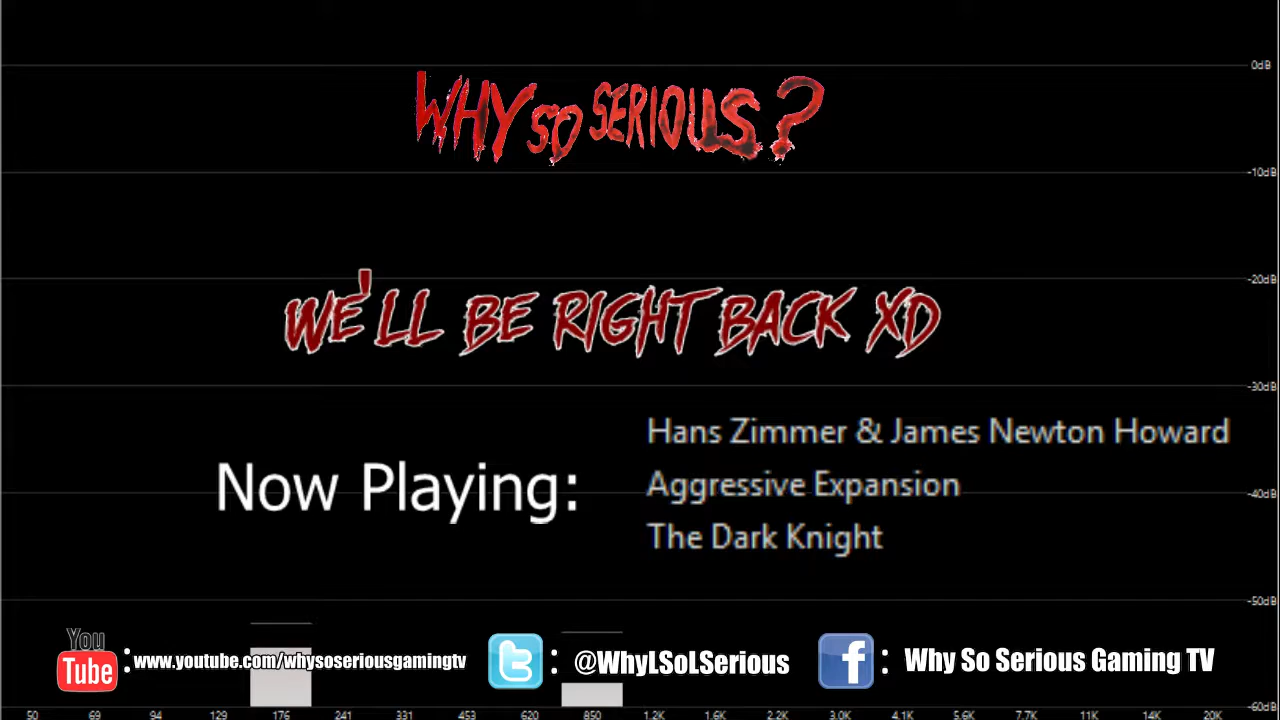 0dB
WHY SO SERIOUS?
-10dB
-20dB
WE'LL BE RIGHT BACK XD
-30dB
Hans Zimmer & James Newton Howard
Now Playing: Aggressive Expansion
-40dB
The Dark Knight
-50dB
You Tube : www.youtube.com/whysoseriousgamingtv : @WhyLSoLSerious f : Why So Serious Gaming TV
-60dB
50 69 94 129 176 241 331 453 620 850 1.2K 1.6K 2.2K 3.0K 4.1K 5.6K 7.7K 11K 14K 20K